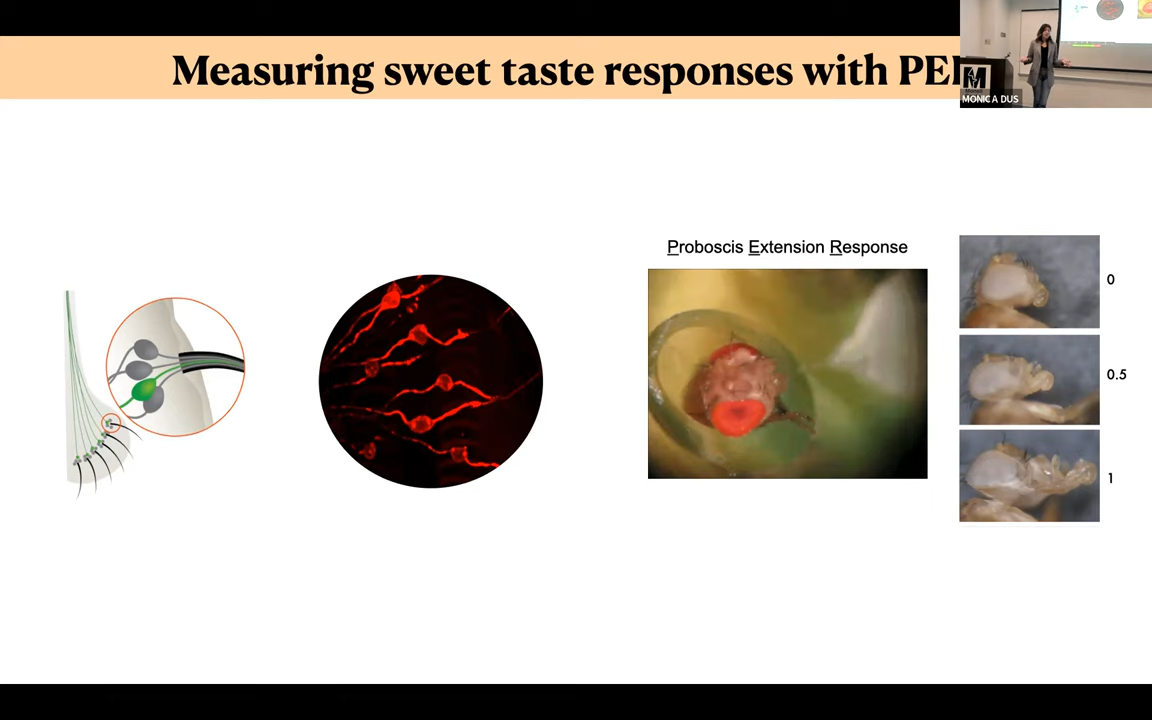 Measuring sweet taste responses with PE
MONICA DUS
Proboscis Extension Response
0
0.5
1